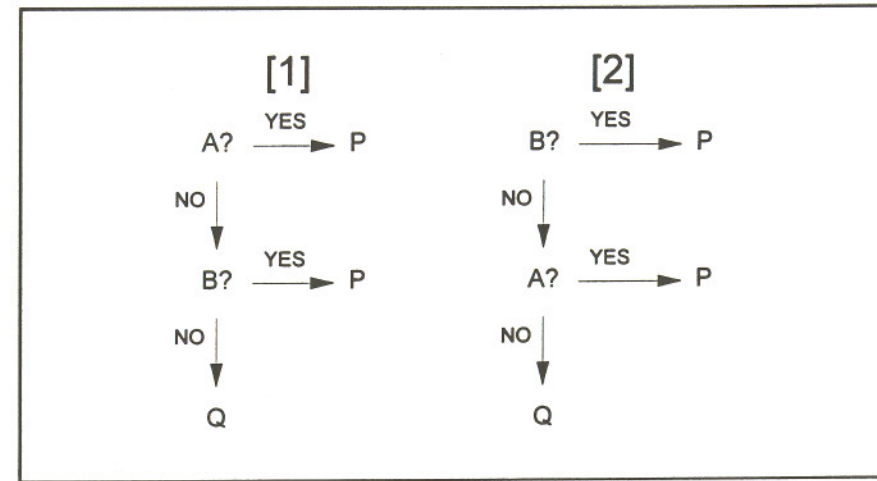 [1] [2]
YES YES
A? P B? P
NO NO
YES YES
B? P A? P
NO NO
Q Q